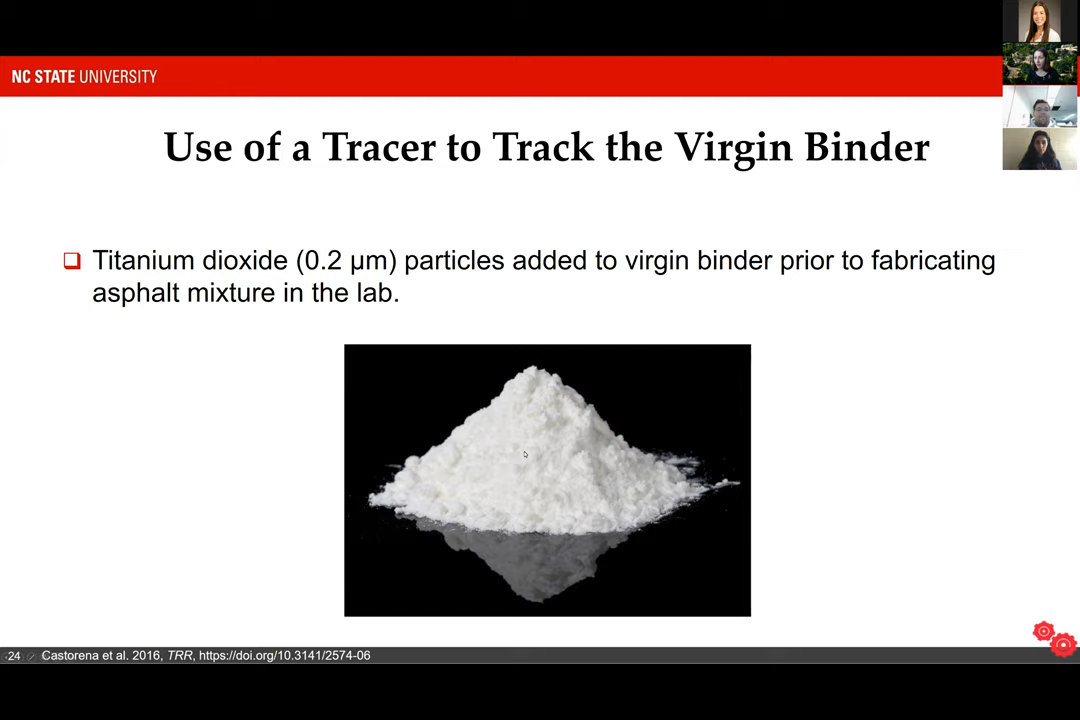 NC STATE UNIVERSITY
Use of a Tracer to Track the Virgin Binder
Titanium dioxide (0.2 µm) particles added to virgin binder prior to fabricating
asphalt mixture in the lab.
24 Castorena et al. 2016, TRR, https://doi.org/10.3141/2574-06